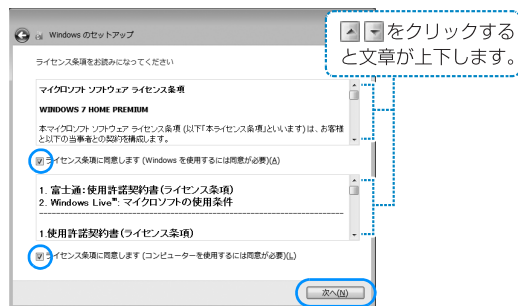 Windows のセットアップ
▲▼をクリックする
と文章が上下します。
ライセンス条項をお読みになってください
マイクロソフト ソフトウェア ライセンス条項
WINDOWS 7 HOME PREMIUM
本マイクロソフト ソフトウェア ライセンス条項 (以下「本ライセンス条項」といいます) は、お客様
と以下の当事者との契約を構成します。
ライセンス条項に同意します (Windows を使用するには同意が必要)(A)
1. 富士通：使用許諾契約書（ライセンス条項）
2. Windows Live™: マイクロソフトの使用条件
1.使用許諾契約書（ライセンス条項）
ライセンス条項に同意します (コンピューターを使用するには同意が必要)(L)
次へ(N)